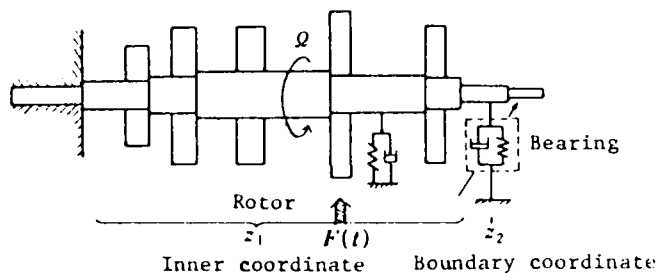 Ω
Bearing
Rotor
z₁ F(t) z₂
Inner coordinate Boundary coordinate